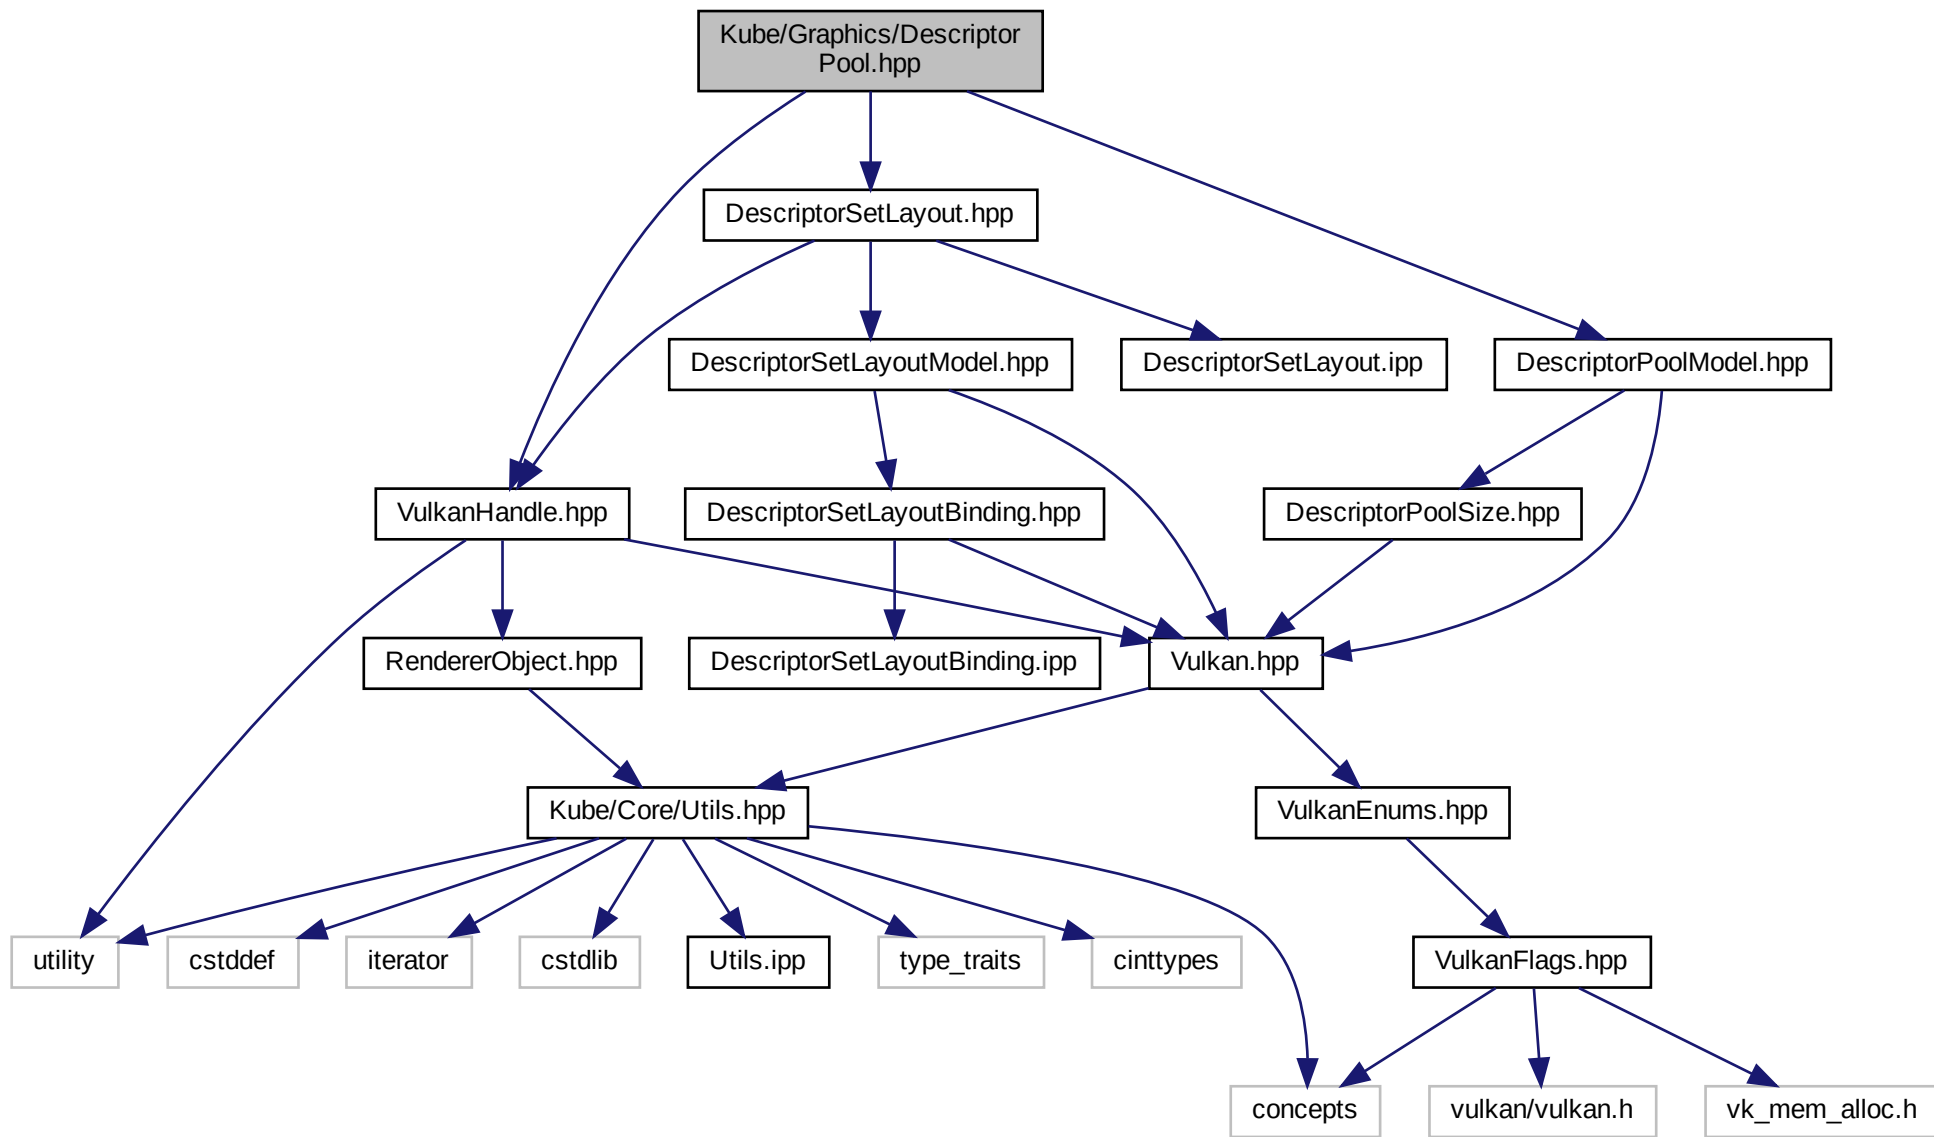 Kube/Graphics/Descriptor
Pool.hpp
DescriptorSetLayout.hpp
DescriptorSetLayoutModel.hpp
DescriptorSetLayout.ipp
DescriptorPoolModel.hpp
VulkanHandle.hpp
DescriptorSetLayoutBinding.hpp
DescriptorPoolSize.hpp
RendererObject.hpp
DescriptorSetLayoutBinding.ipp
Vulkan.hpp
Kube/Core/Utils.hpp
VulkanEnums.hpp
utility
cstddef
iterator
cstdlib
Utils.ipp
type_traits
cinttypes
VulkanFlags.hpp
concepts
vulkan/vulkan.h
vk_mem_alloc.h